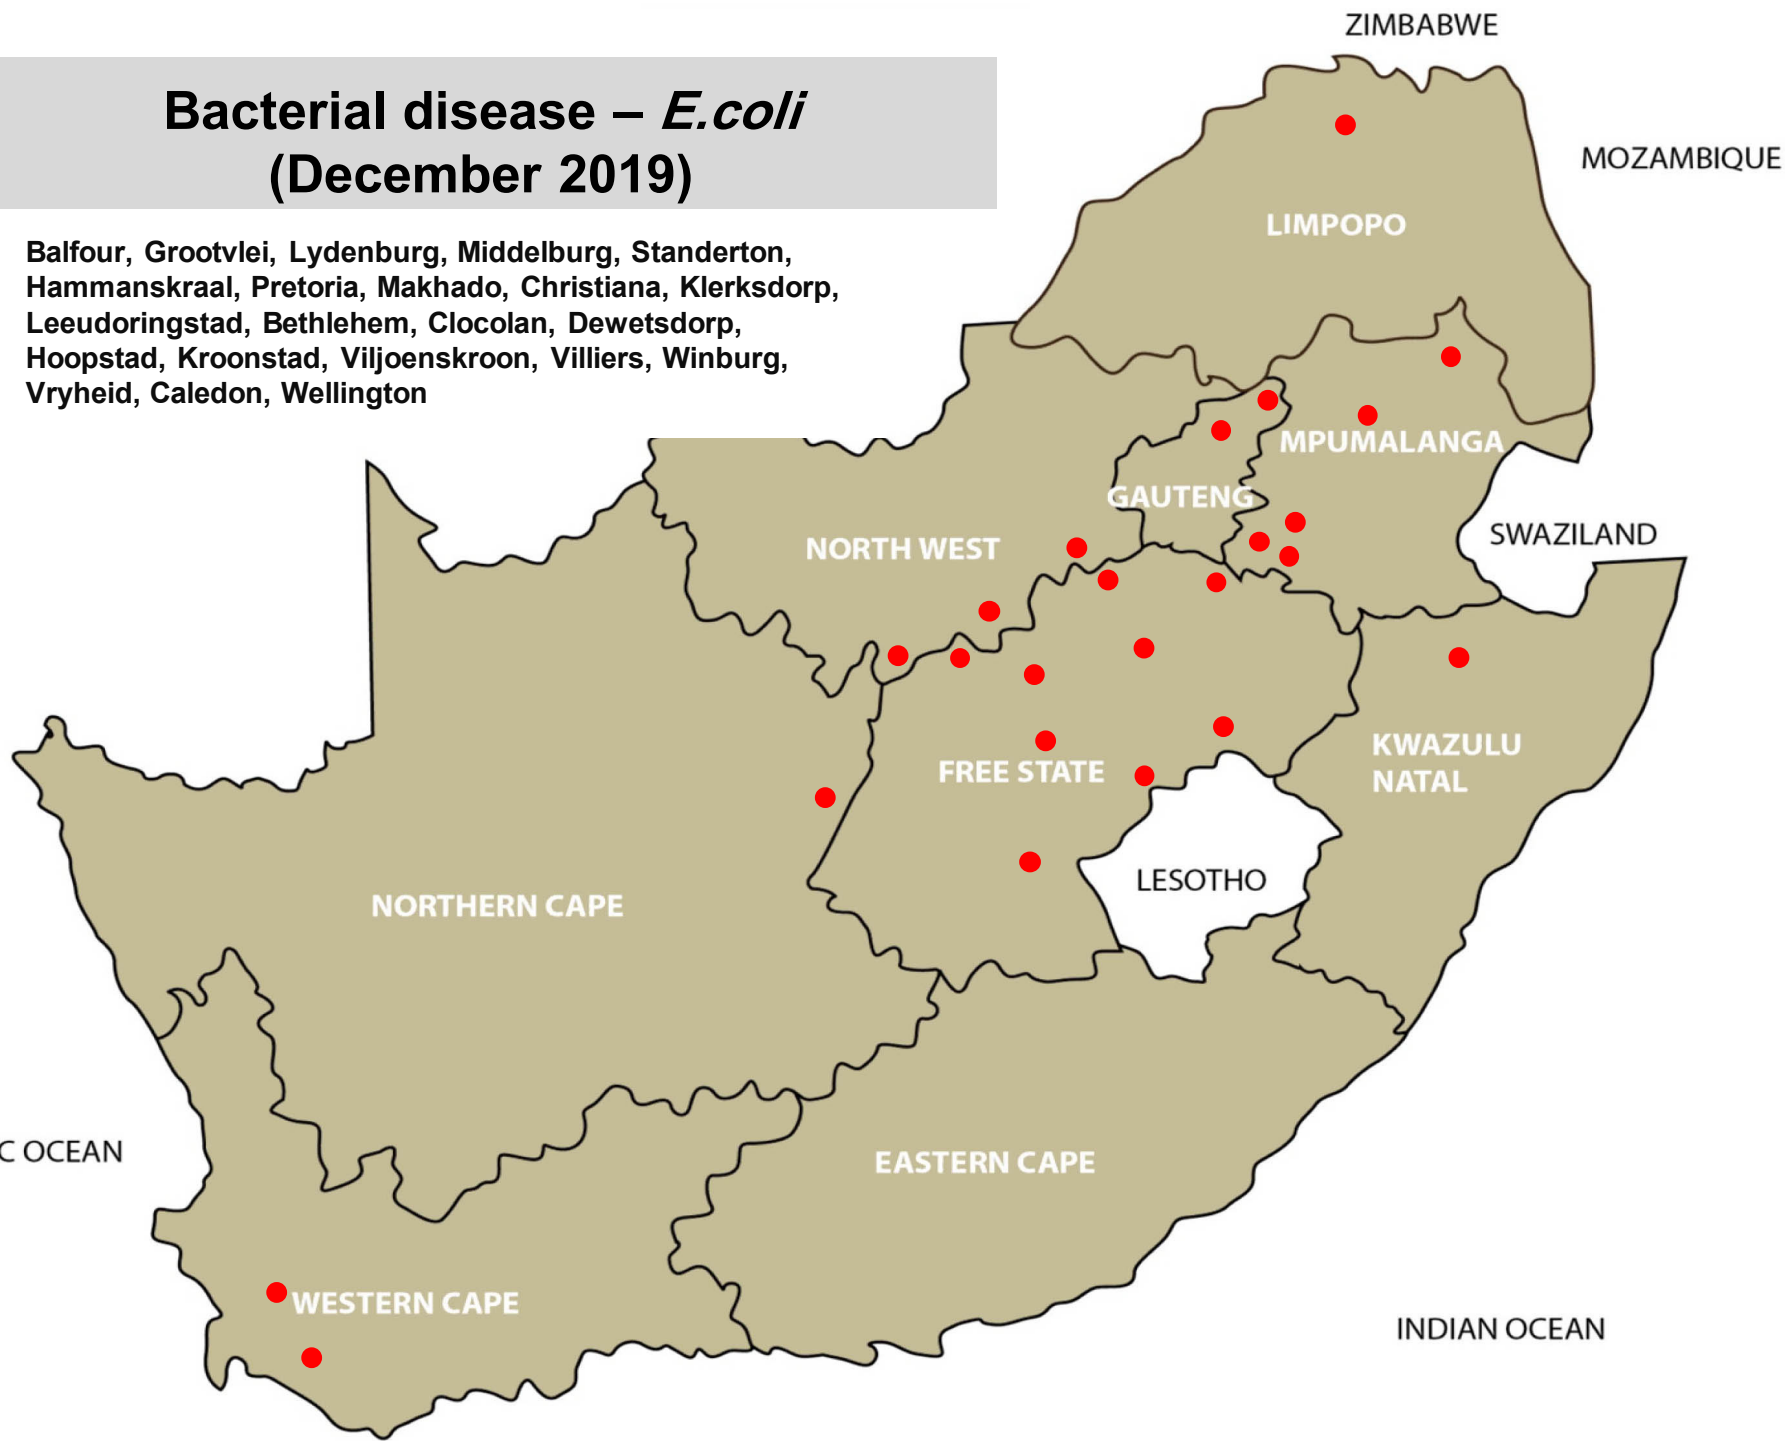 ZIMBABWE
Bacterial disease – E.coli
(December 2019)
MOZAMBIQUE
LIMPOPO
Balfour, Grootvlei, Lydenburg, Middelburg, Standerton,
Hammanskraal, Pretoria, Makhado, Christiana, Klerksdorp,
Leeudoringstad, Bethlehem, Clocolan, Dewetsdorp,
Hoopstad, Kroonstad, Viljoenskroon, Villiers, Winburg,
Vryheid, Caledon, Wellington
MPUMALANGA
GAUTENG
NORTH WEST
SWAZILAND
KWAZULU
NATAL
FREE STATE
LESOTHO
NORTHERN CAPE
C OCEAN
EASTERN CAPE
WESTERN CAPE
INDIAN OCEAN